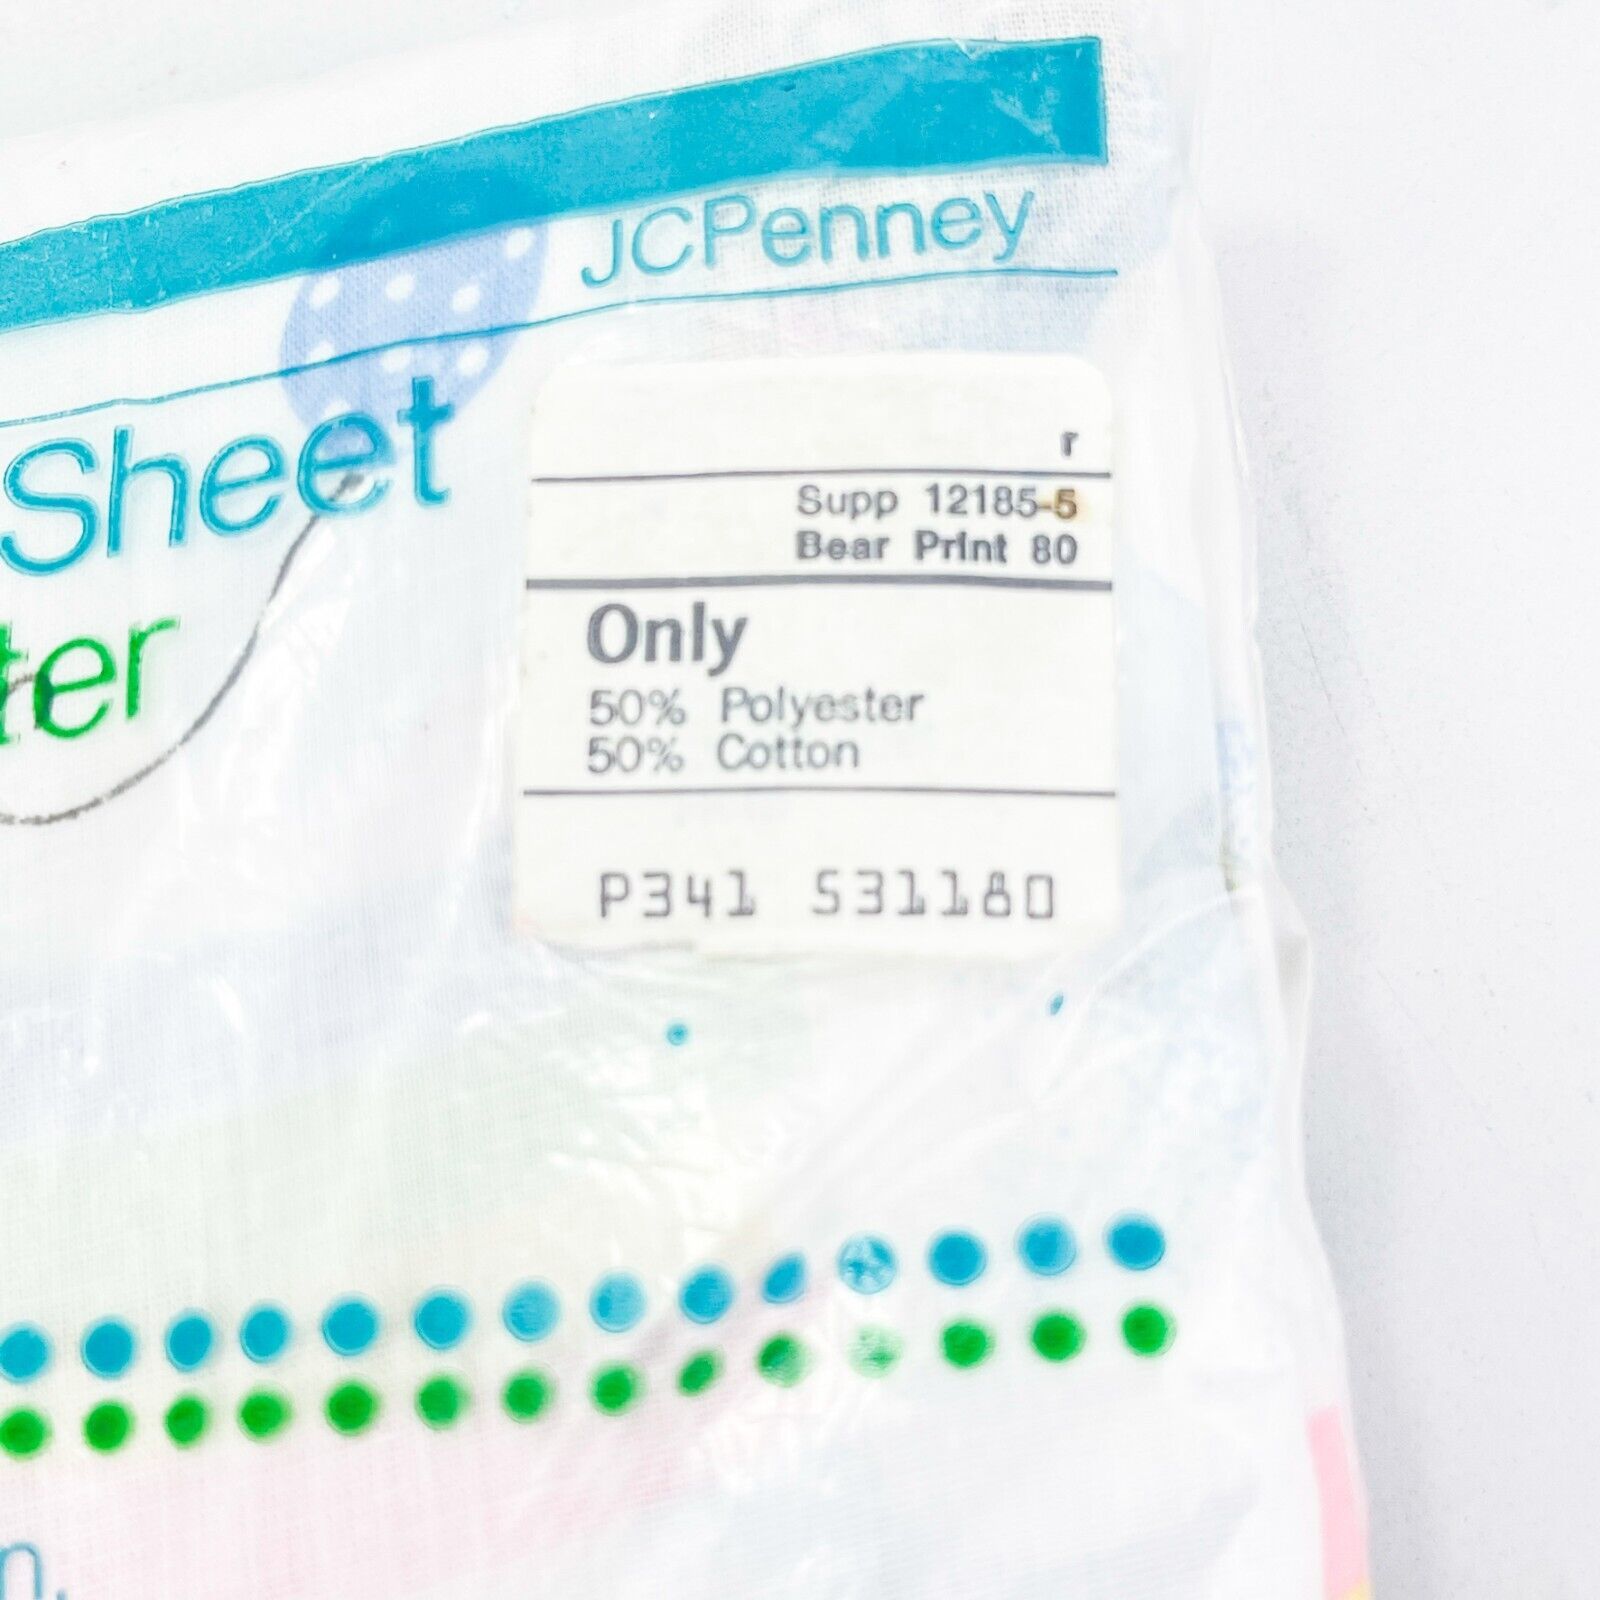 JCPenney
Sheet
ter
r
Supp 12185-5
Bear Print 80
Only
50% Polyester
50% Cotton
P341 531180
n.